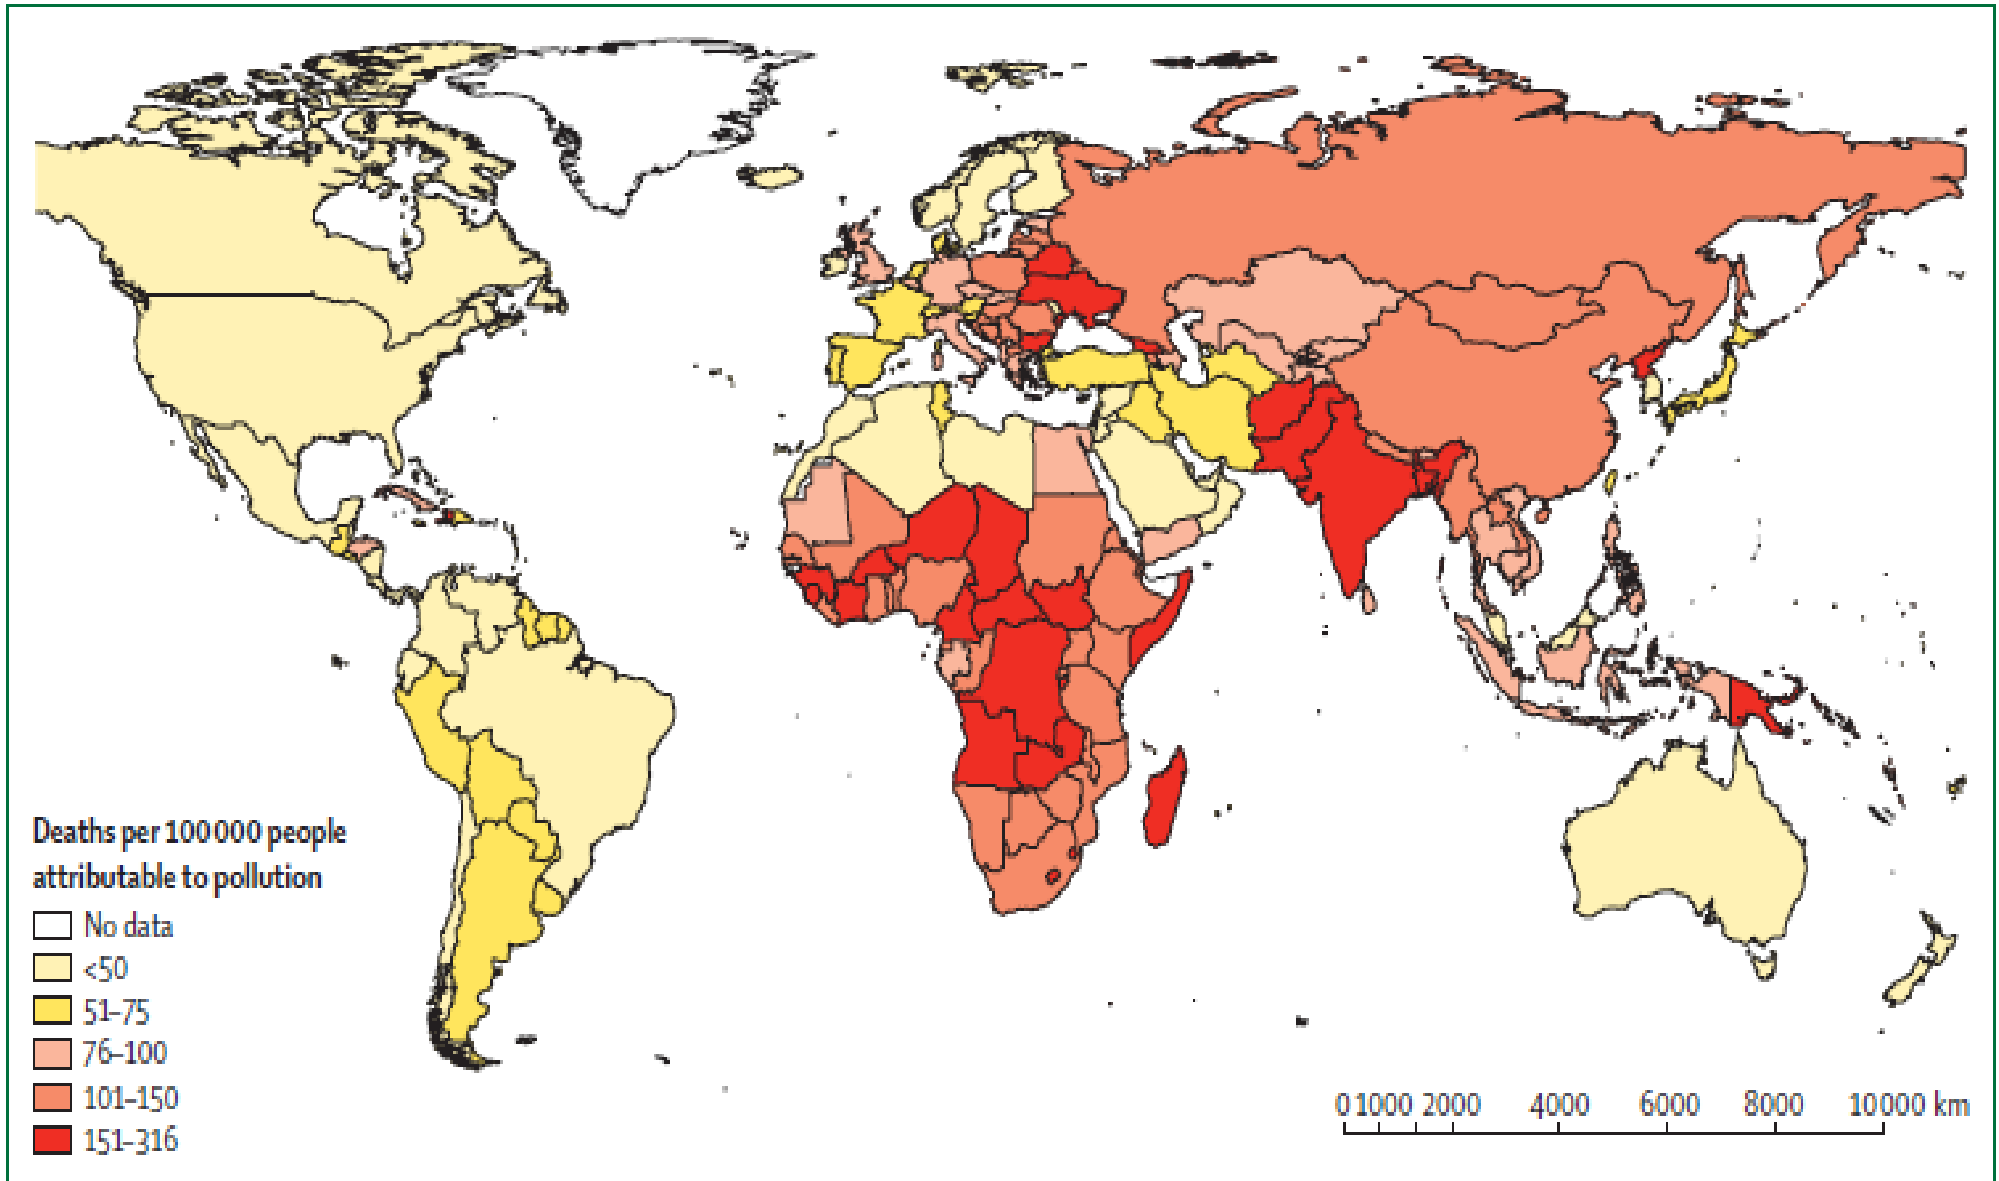 Deaths per 100 000 people
attributable to pollution
No data
<50
51–75
76–100
101–150
151–316
0 1000 2000 4000 6000 8000 10 000 km